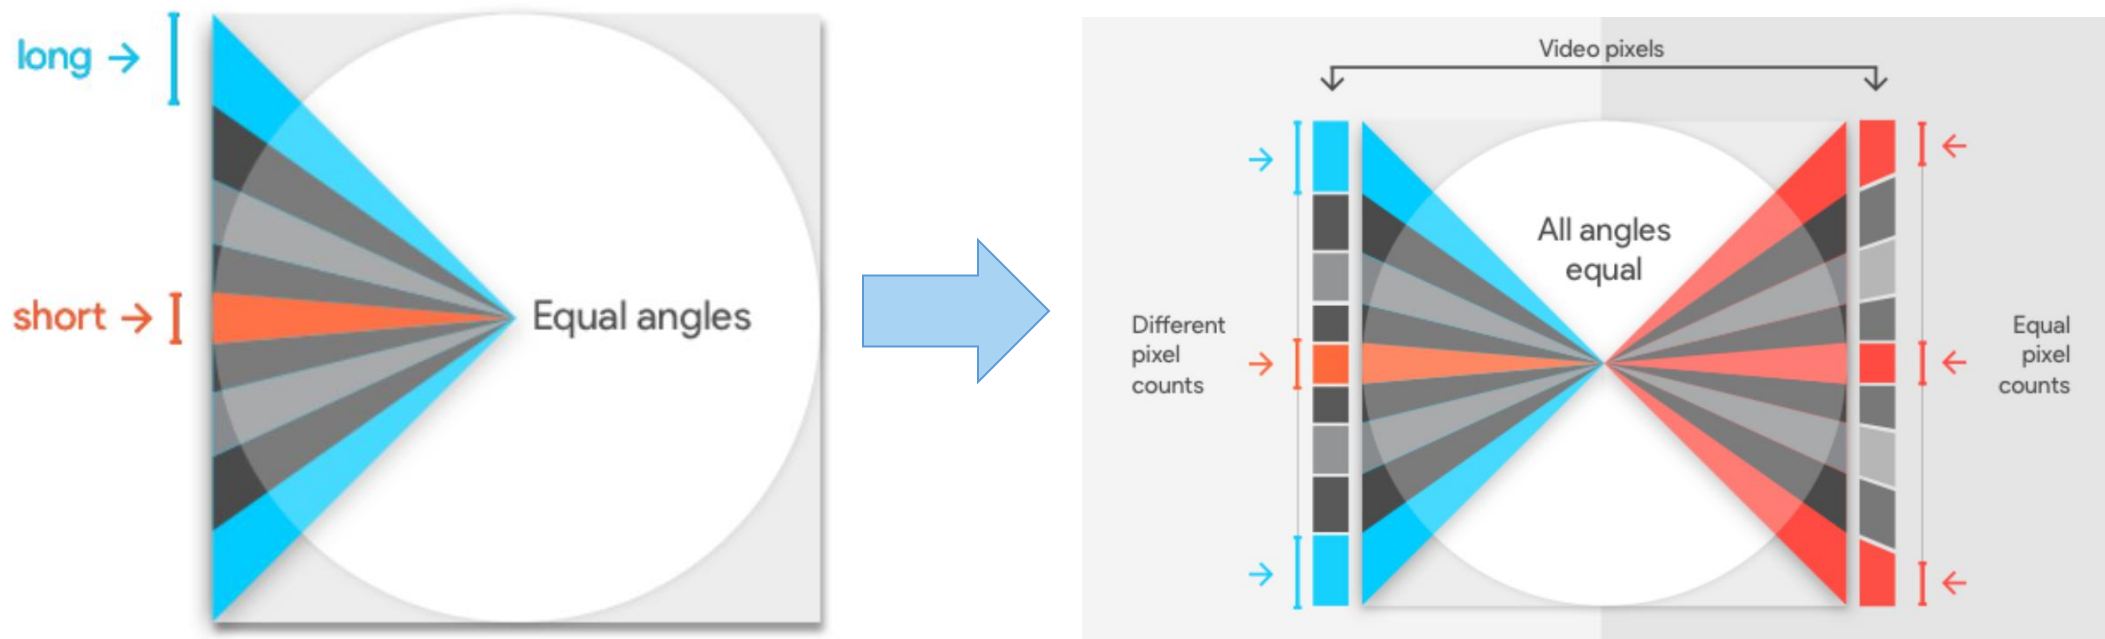 long →
short →
Equal angles
Video pixels
All angles
equal
Different
pixel
counts
Equal
pixel
counts